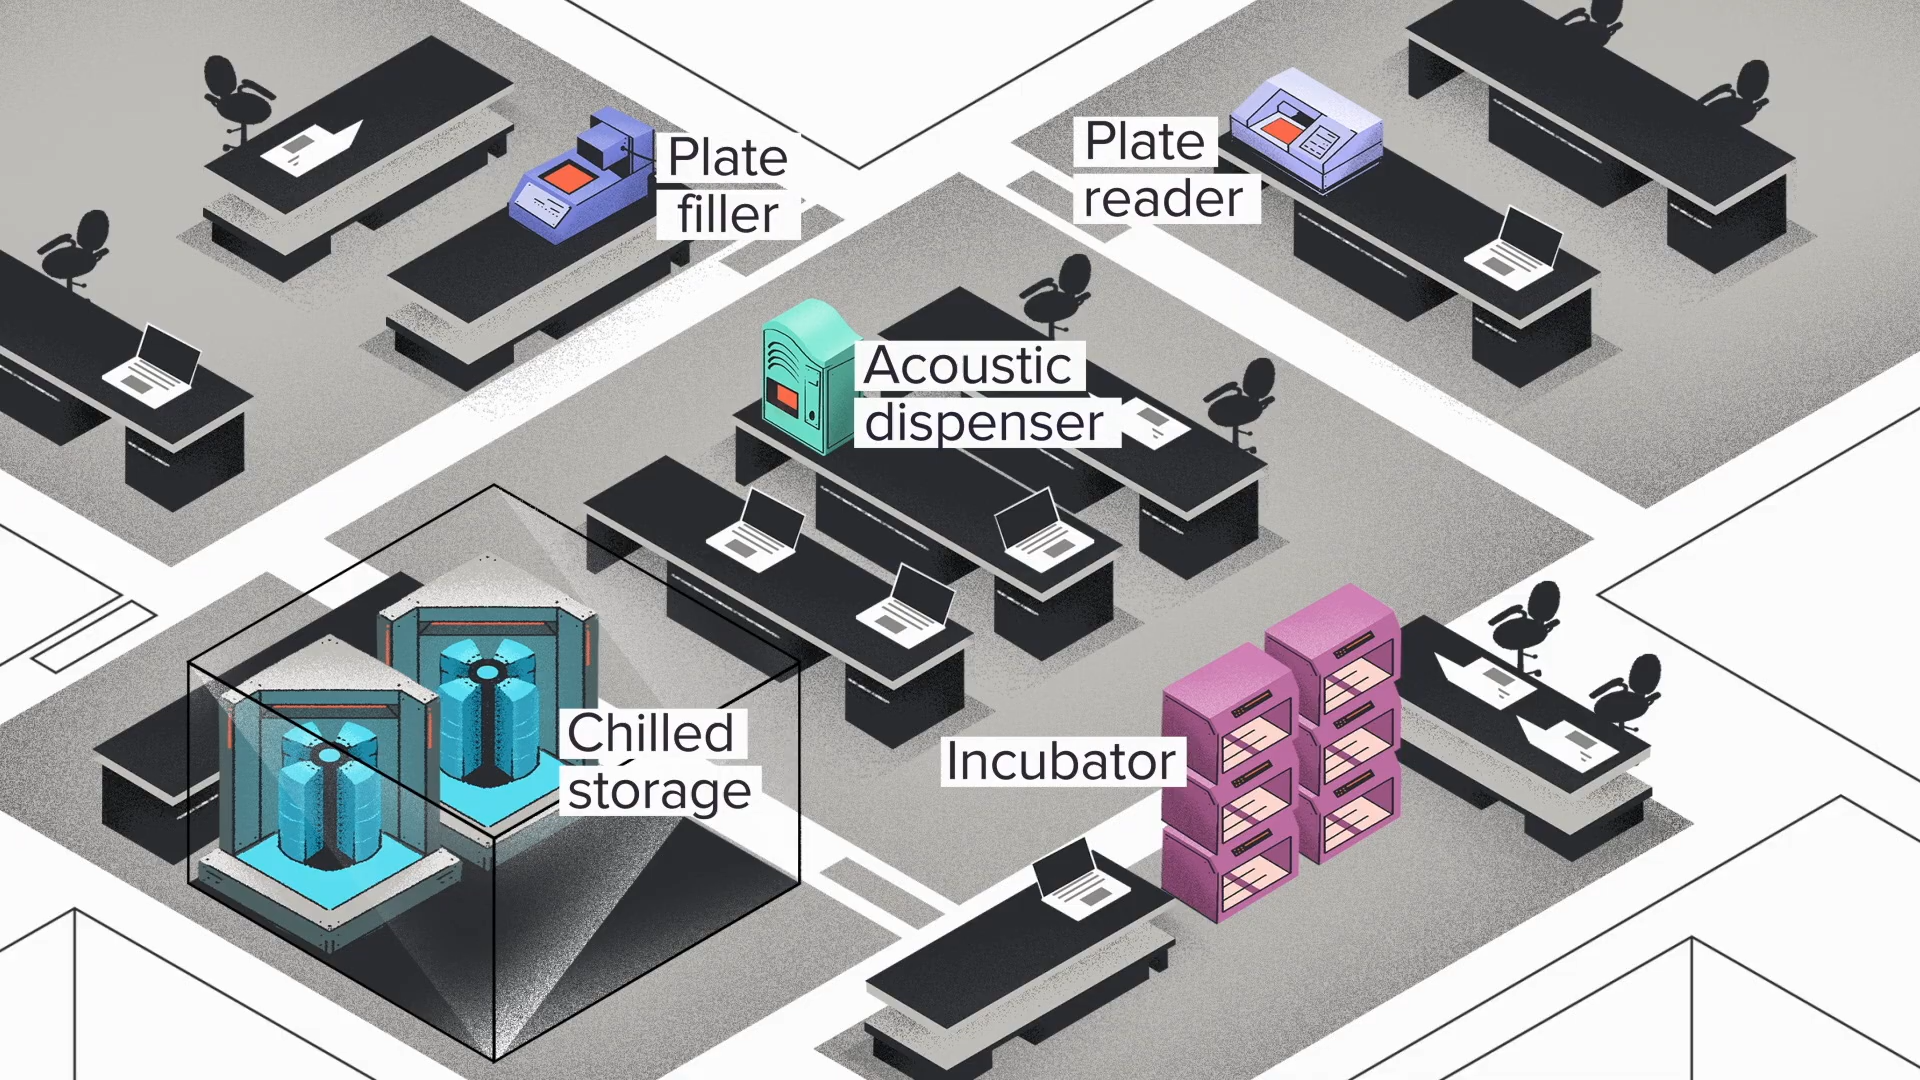 Plate
filler
Plate
reader
Acoustic
dispenser
Chilled
storage
Incubator